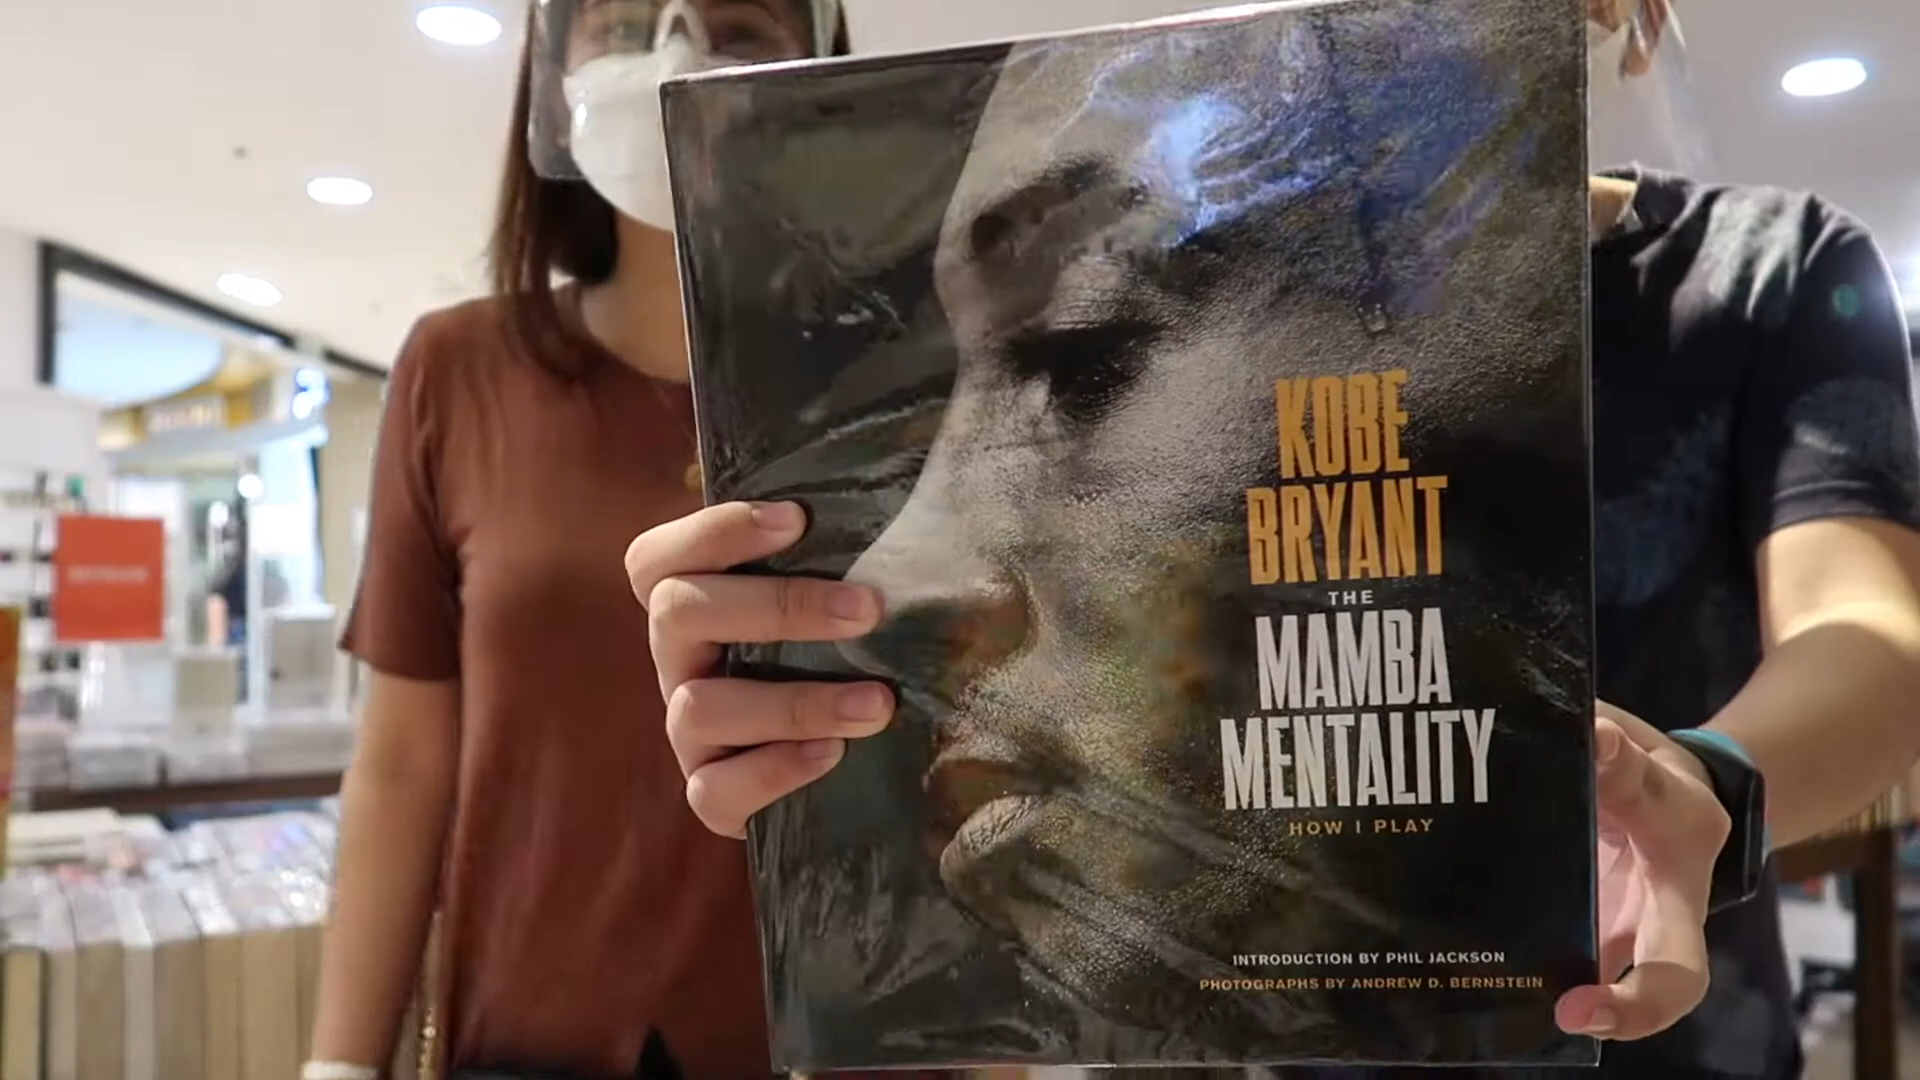 KOBE
BRYANT
THE
MAMBA
MENTALITY
HOW I PLAY
INTRODUCTION BY PHIL JACKSON
PHOTOGRAPHS BY ANDREW D. BERNSTEIN